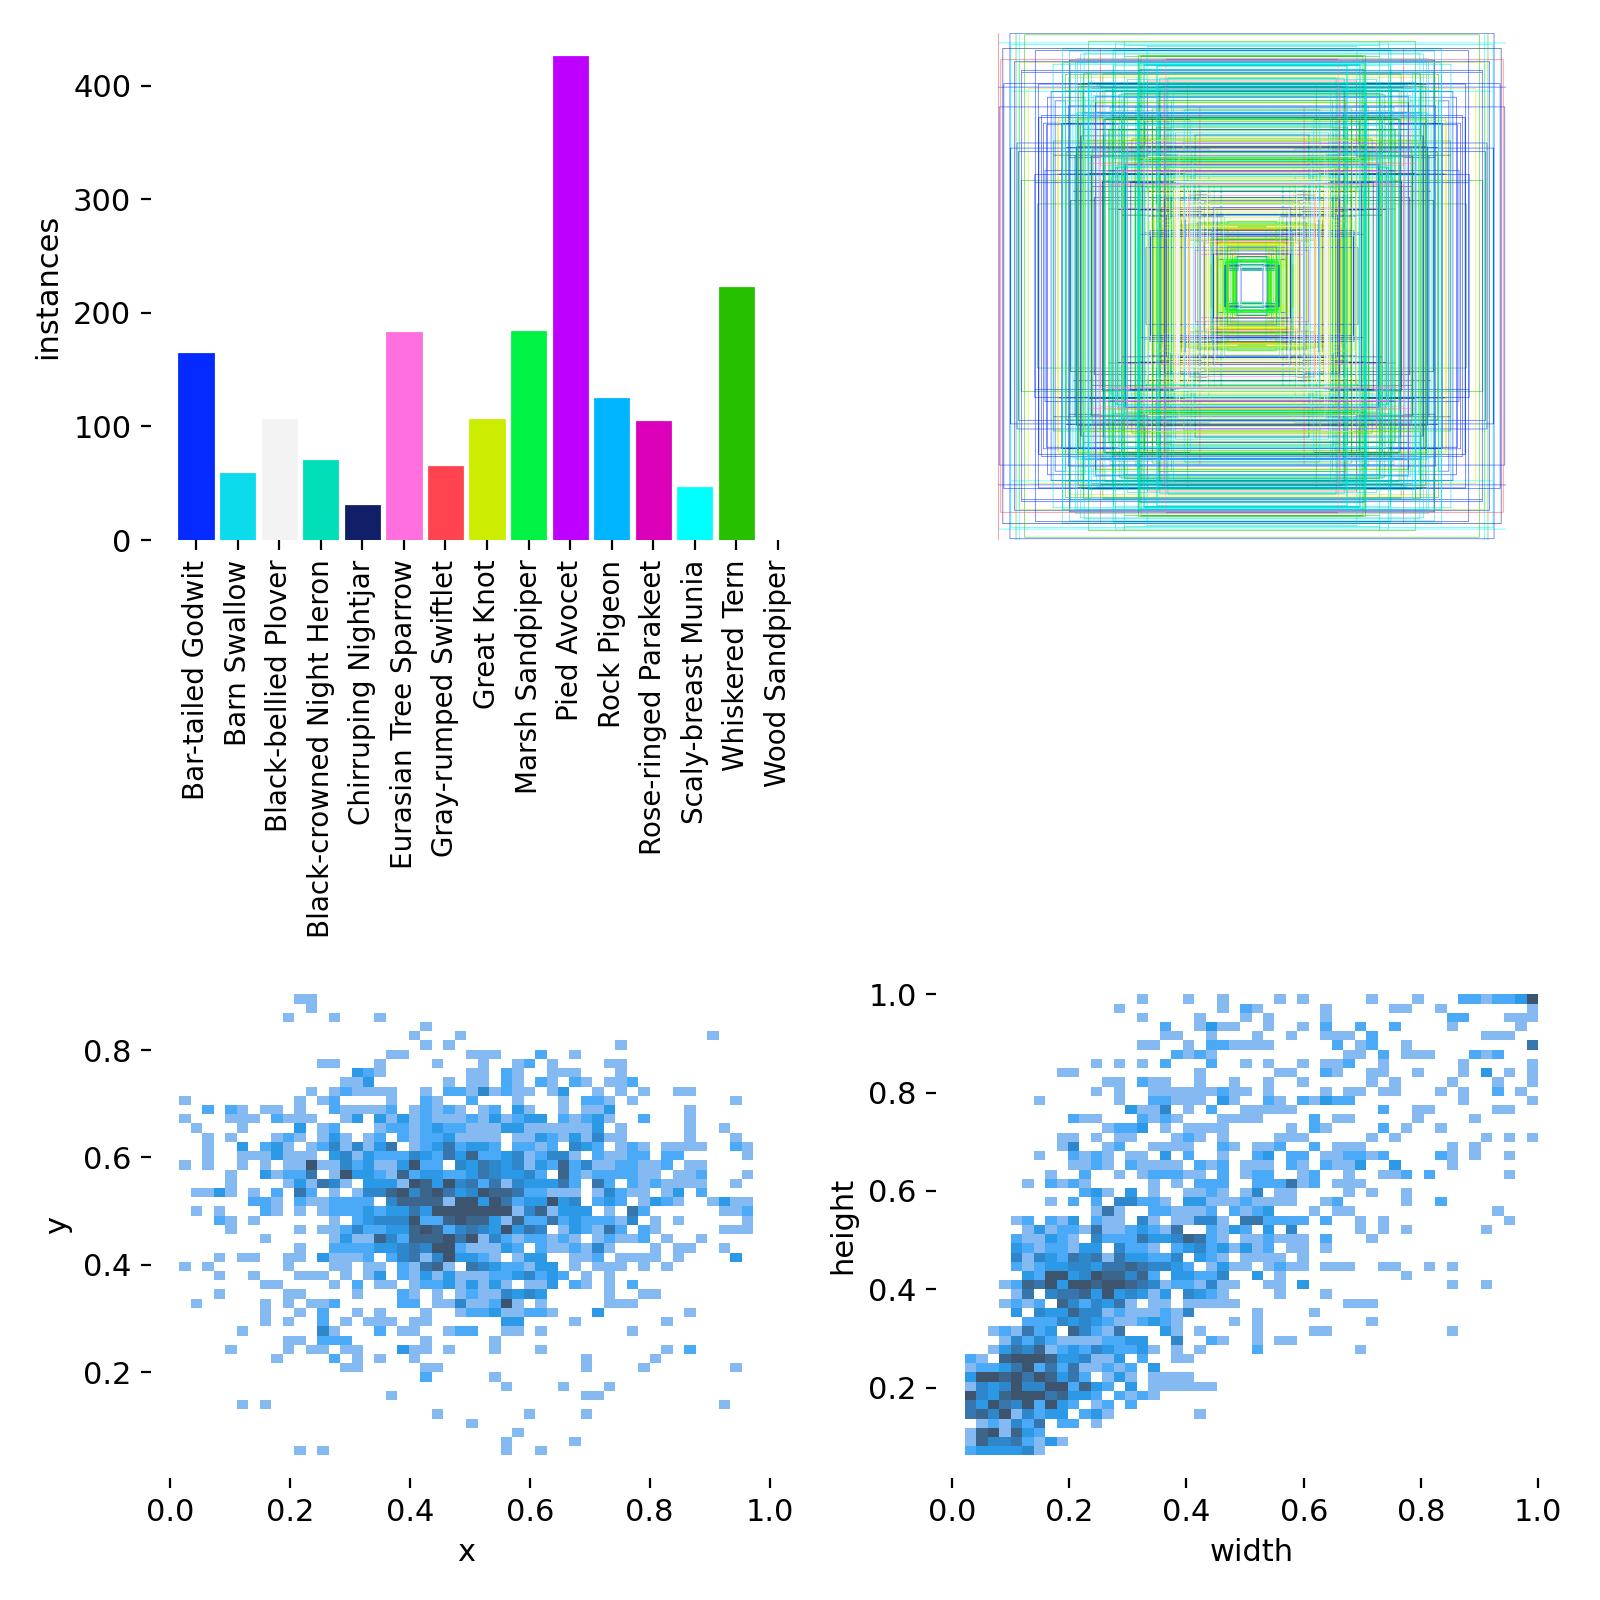 400
300
200
100
0
instances
Bar-tailed Godwit
Barn Swallow
Black-bellied Plover
Black-crowned Night Heron
Chirruping Nightjar
Eurasian Tree Sparrow
Gray-rumped Swiftlet
Great Knot
Marsh Sandpiper
Pied Avocet
Rock Pigeon
Rose-ringed Parakeet
Scaly-breast Munia
Whiskered Tern
Wood Sandpiper
0.8
0.6
0.4
0.2
y
0.0 0.2 0.4 0.6 0.8 1.0
x
1.0
0.8
0.6
0.4
0.2
height
0.0 0.2 0.4 0.6 0.8 1.0
width